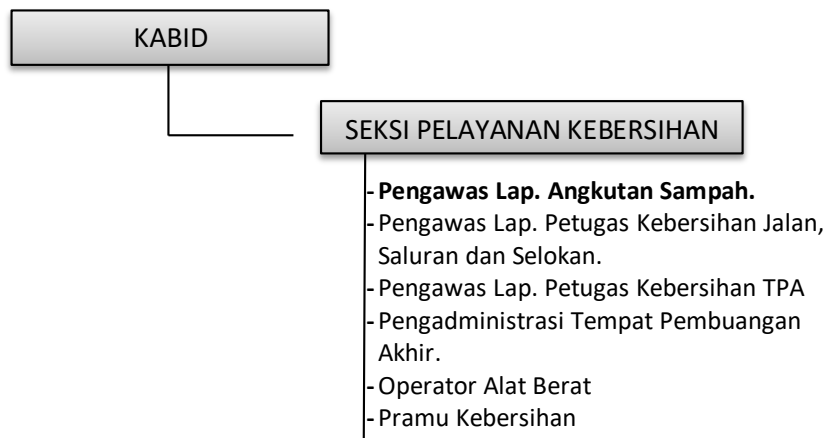 KABID
SEKSI PELAYANAN KEBERSIHAN
- Pengawas Lap. Angkutan Sampah.
- Pengawas Lap. Petugas Kebersihan Jalan,
Saluran dan Selokan.
- Pengawas Lap. Petugas Kebersihan TPA
- Pengadministrasi Tempat Pembuangan
Akhir.
- Operator Alat Berat
- Pramu Kebersihan